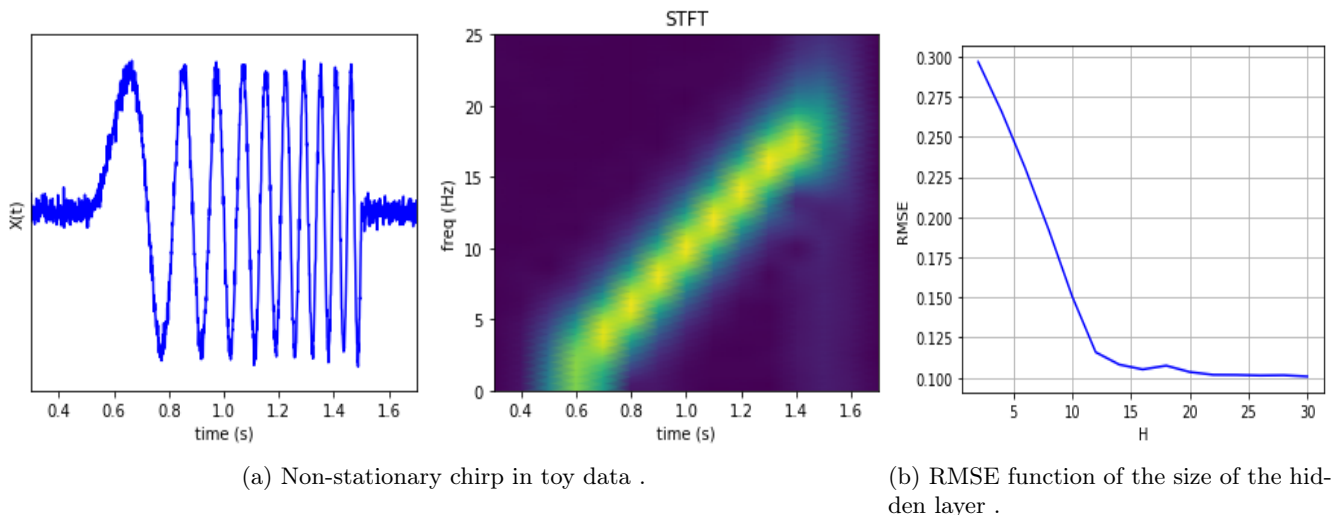 X(t)
0.4 0.6 0.8 1.0 1.2 1.4 1.6
time (s)
STFT
freq (Hz)
25
20
15
10
5
0
0.4 0.6 0.8 1.0 1.2 1.4 1.6
time (s)
RMSE
0.300
0.275
0.250
0.225
0.200
0.175
0.150
0.125
0.100
5 10 15 20 25 30
H
(a) Non-stationary chirp in toy data .
(b) RMSE function of the size of the hid-
den layer .